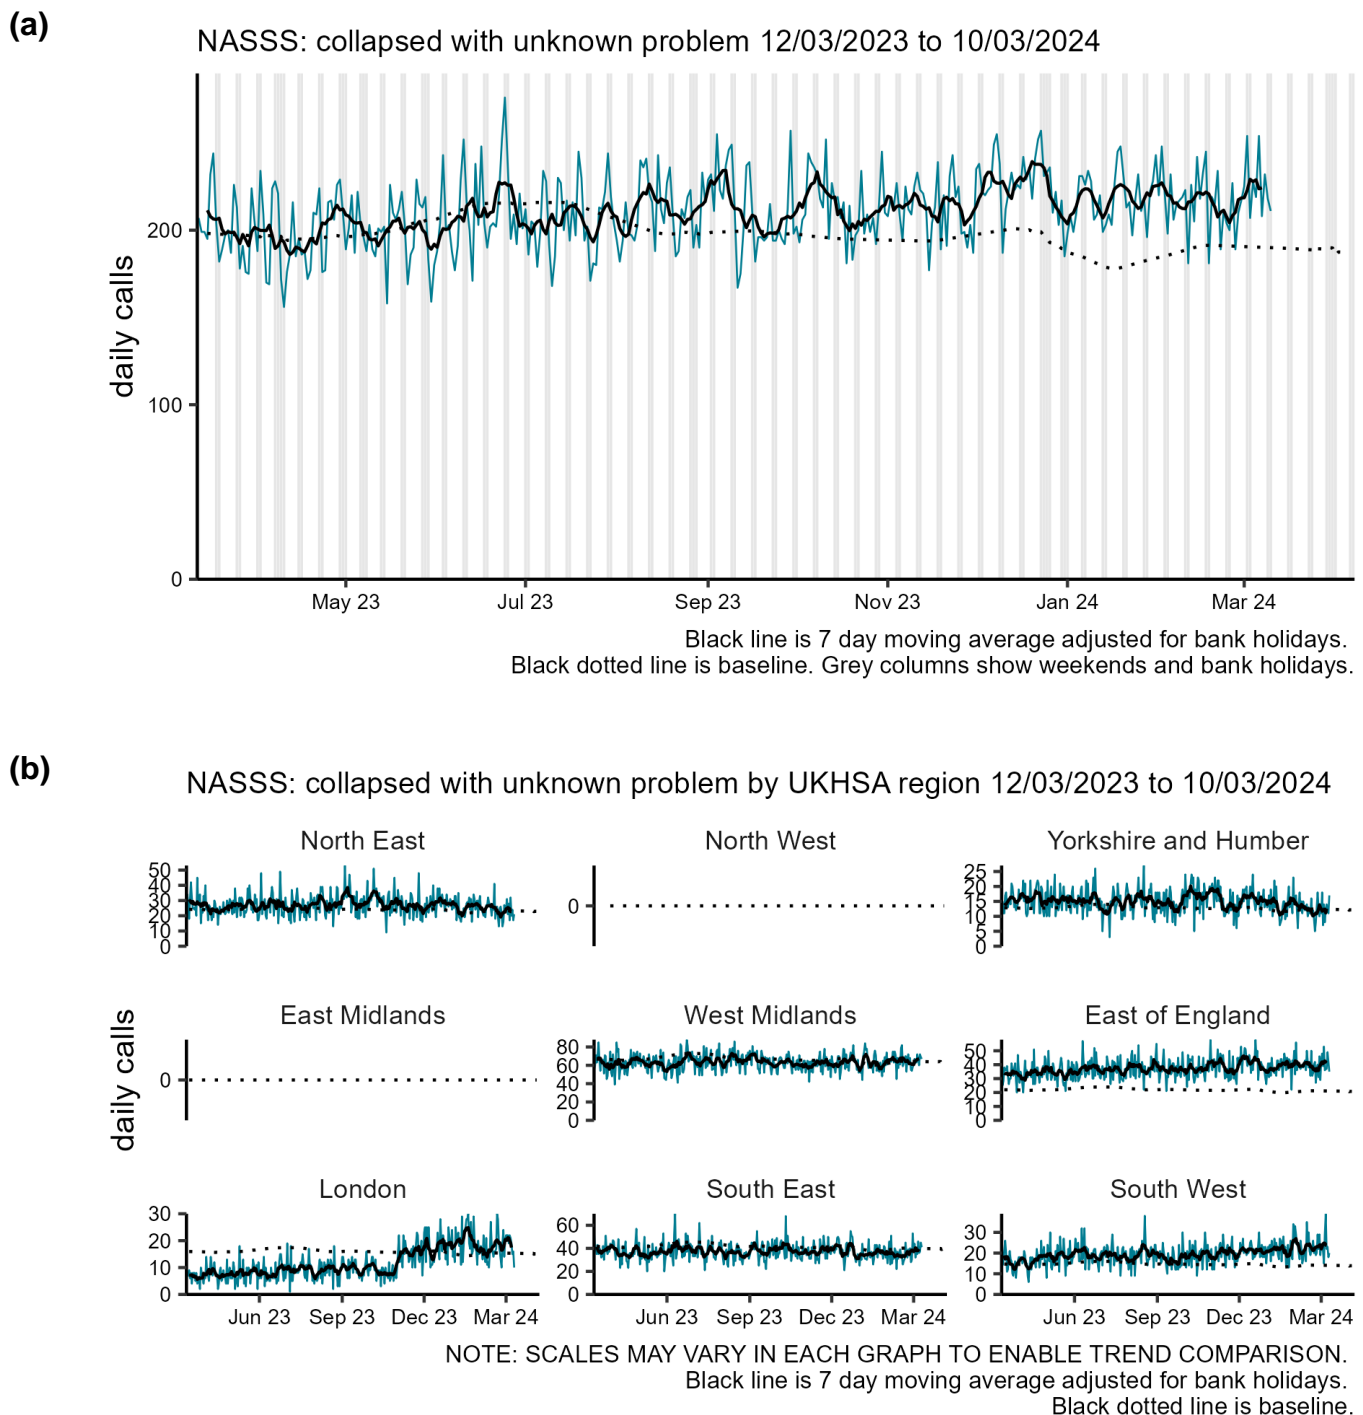 (a)
NASSS: collapsed with unknown problem 12/03/2023 to 10/03/2024
daily calls
200
100
0
May 23 Jul 23 Sep 23 Nov 23 Jan 24 Mar 24
Black line is 7 day moving average adjusted for bank holidays.
Black dotted line is baseline. Grey columns show weekends and bank holidays.
(b)
NASSS: collapsed with unknown problem by UKHSA region 12/03/2023 to 10/03/2024
daily calls
North East North West Yorkshire and Humber
50
40
30
20
10
0
0
25
20
15
10
5
0
East Midlands West Midlands East of England
0
80
60
40
20
0
50
40
30
20
10
0
London South East South West
30
20
10
0
60
40
20
0
30
20
10
0
Jun 23 Sep 23 Dec 23 Mar 24 Jun 23 Sep 23 Dec 23 Mar 24 Jun 23 Sep 23 Dec 23 Mar 24
NOTE: SCALES MAY VARY IN EACH GRAPH TO ENABLE TREND COMPARISON.
Black line is 7 day moving average adjusted for bank holidays.
Black dotted line is baseline.